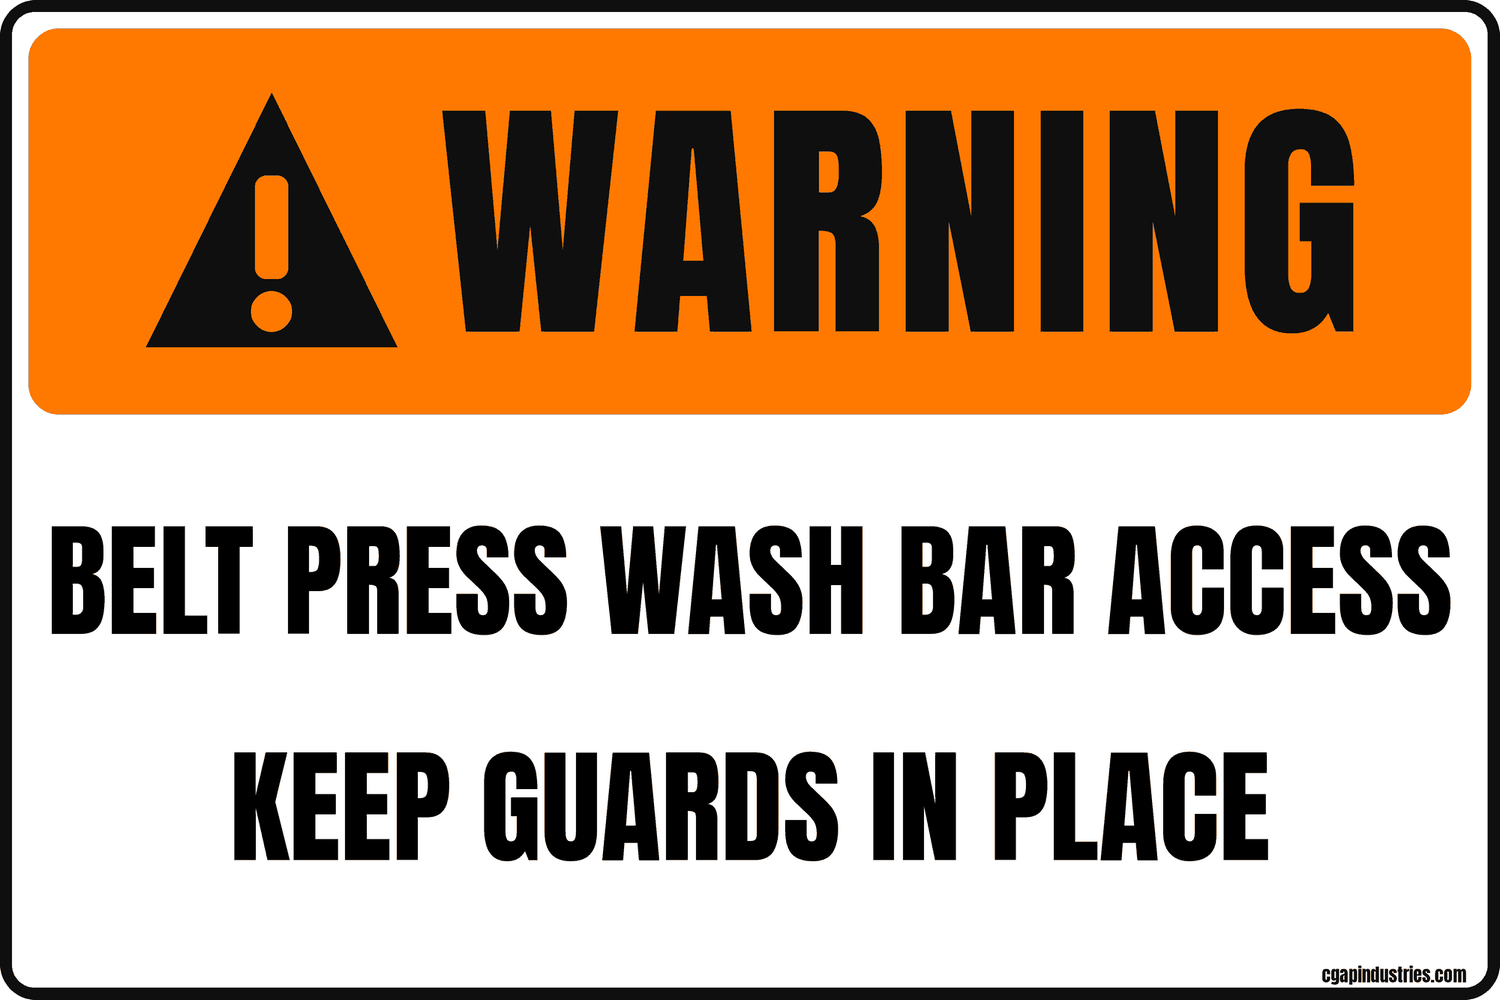 WARNING
BELT PRESS WASH BAR ACCESS
KEEP GUARDS IN PLACE
cgapindustries.com